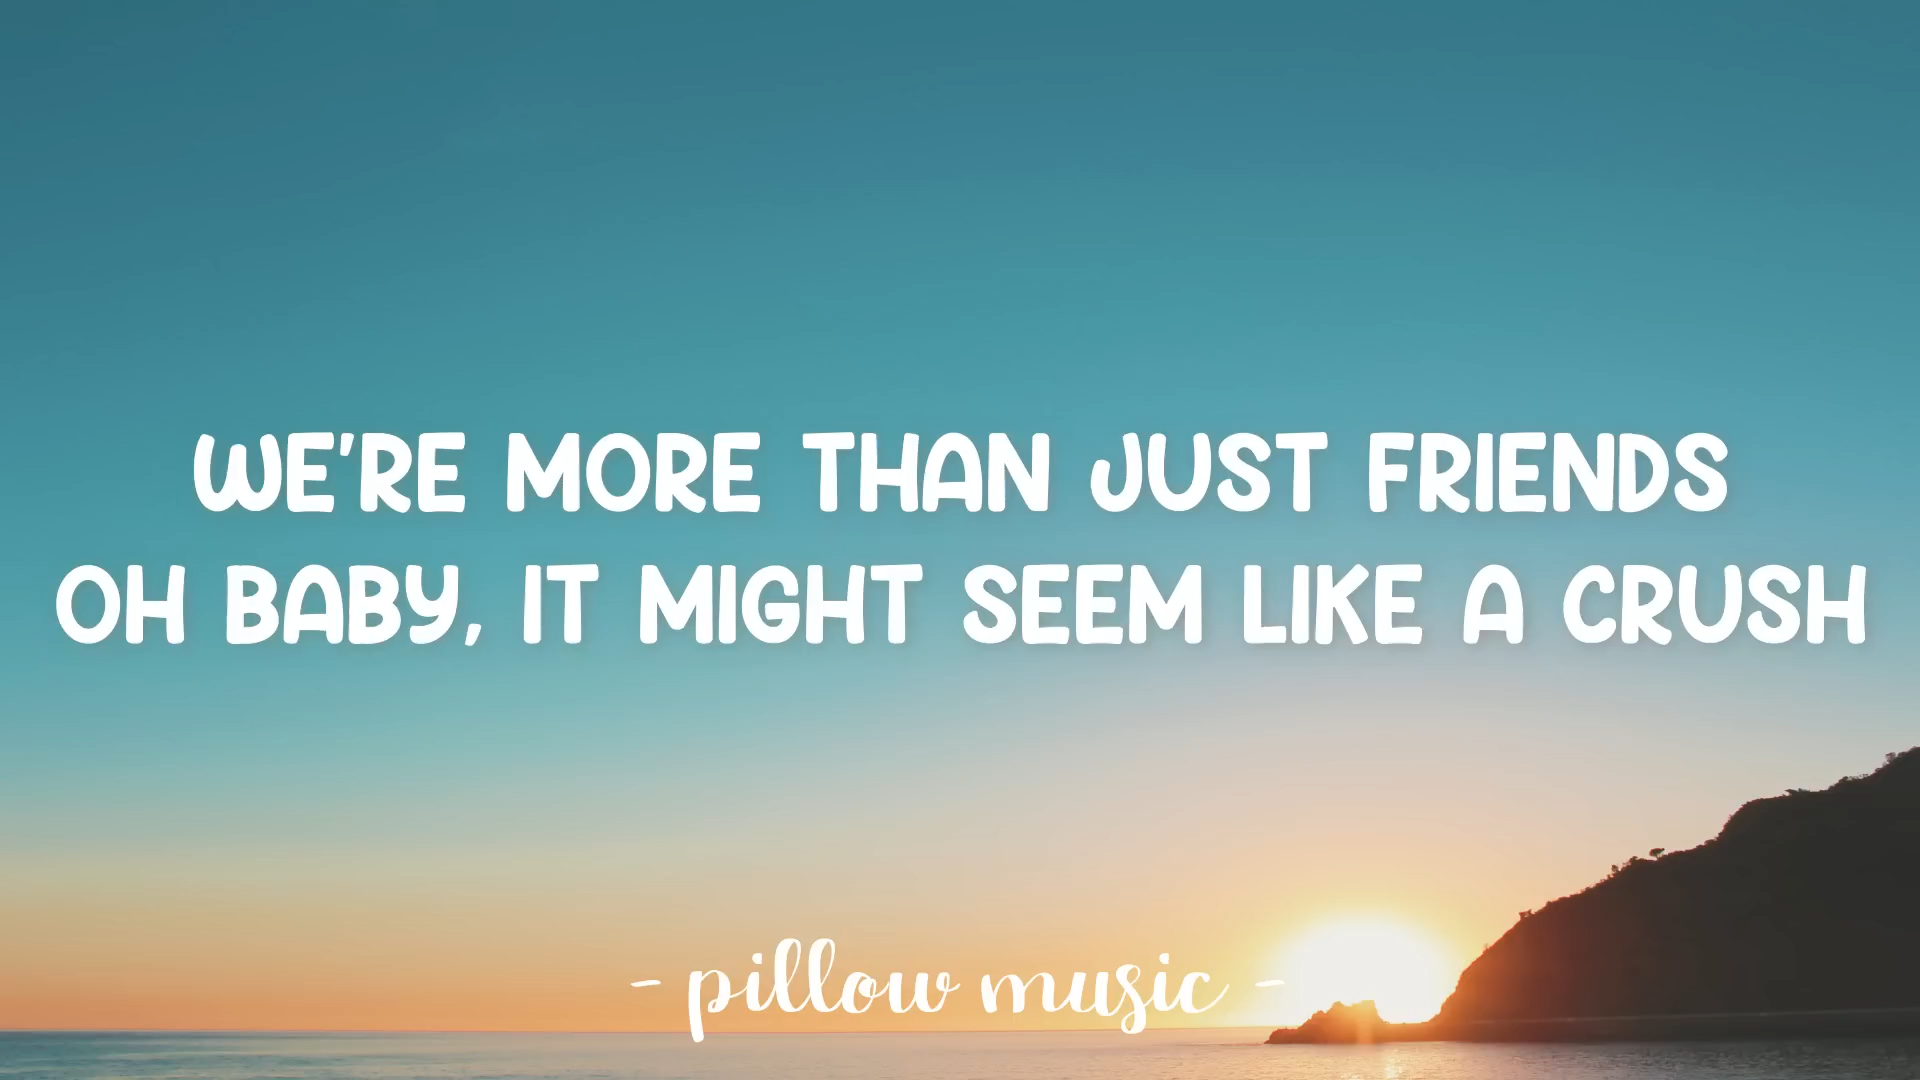 WE'RE MORE THAN JUST FRIENDS
OH BABY, IT MIGHT SEEM LIKE A CRUSH
- pillow music -